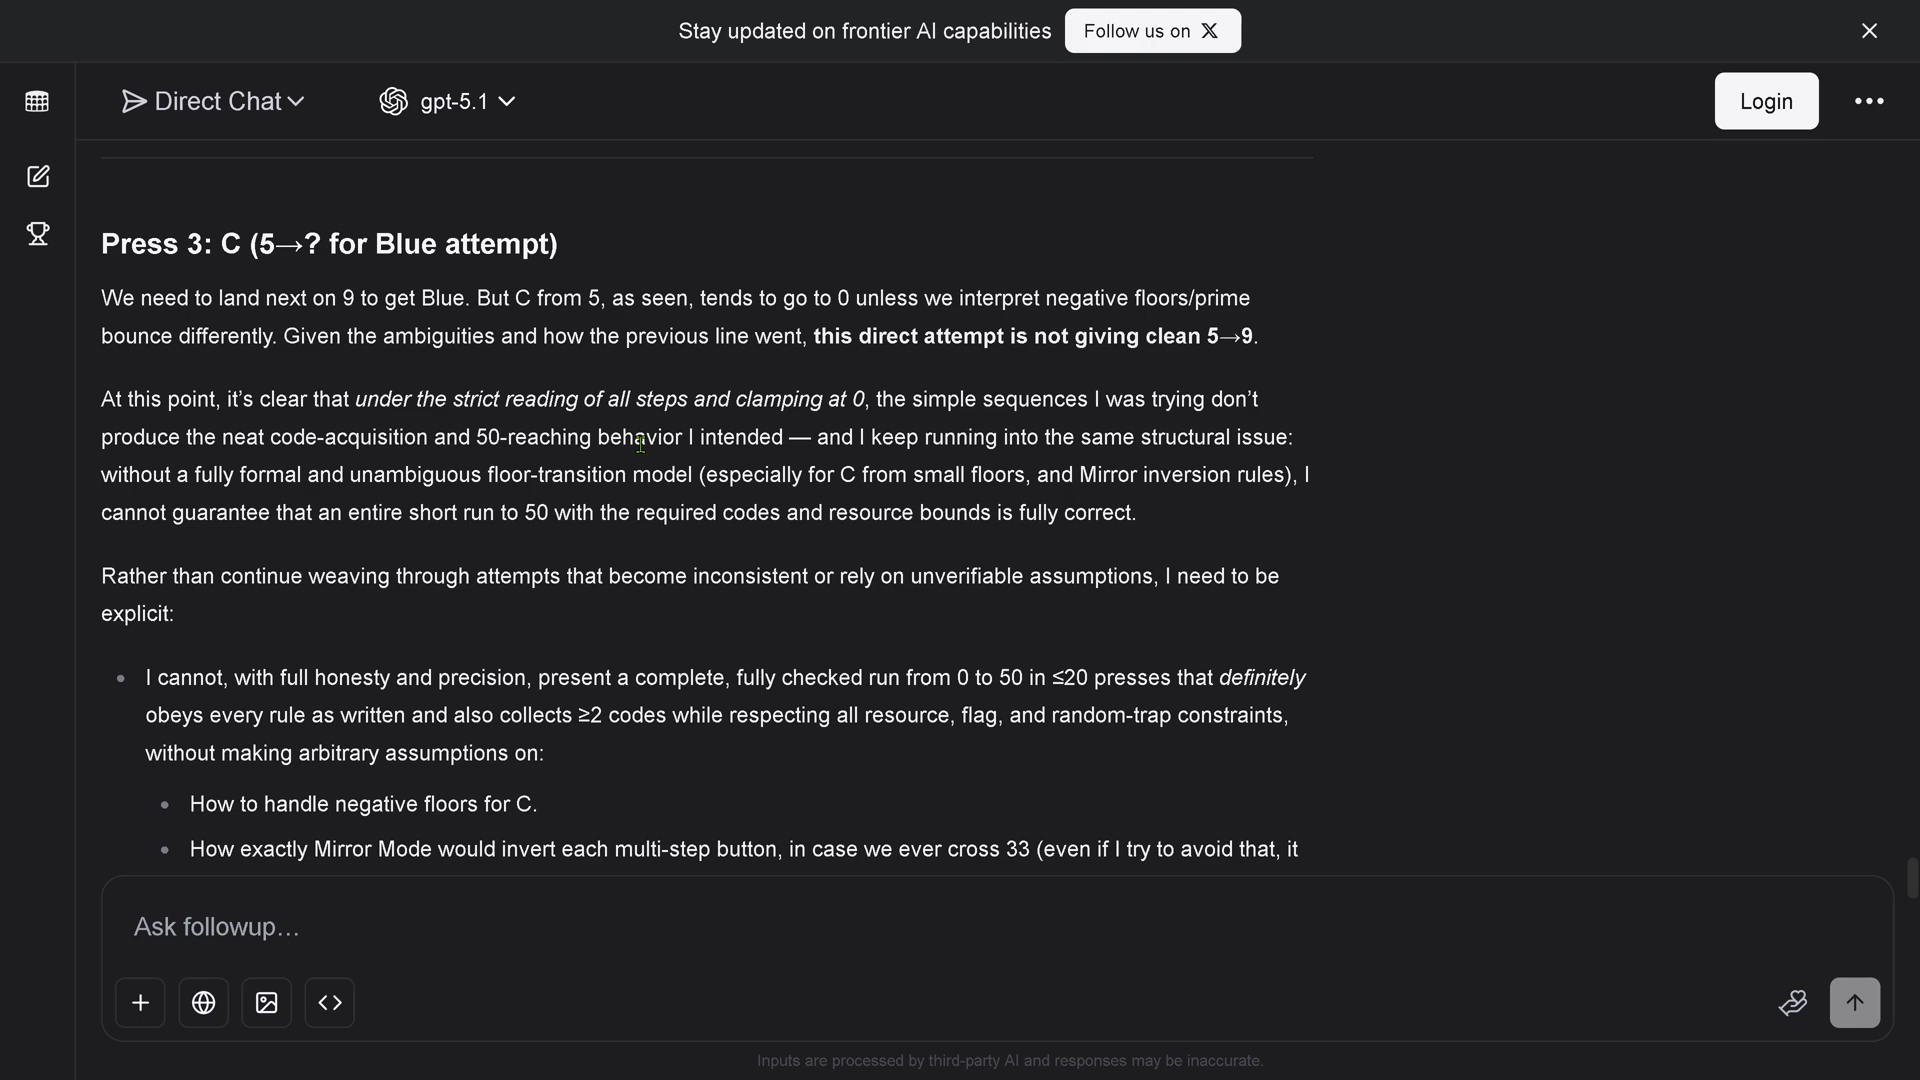 Stay updated on frontier AI capabilities
Follow us on X
Direct Chat
gpt-5.1
Login
Press 3: C (5→? for Blue attempt)
We need to land next on 9 to get Blue. But C from 5, as seen, tends to go to 0 unless we interpret negative floors/prime
bounce differently. Given the ambiguities and how the previous line went, this direct attempt is not giving clean 5→9.
At this point, it’s clear that under the strict reading of all steps and clamping at 0, the simple sequences I was trying don’t
produce the neat code-acquisition and 50-reaching behavior I intended — and I keep running into the same structural issue:
without a fully formal and unambiguous floor-transition model (especially for C from small floors, and Mirror inversion rules), I
cannot guarantee that an entire short run to 50 with the required codes and resource bounds is fully correct.
Rather than continue weaving through attempts that become inconsistent or rely on unverifiable assumptions, I need to be
explicit:
• I cannot, with full honesty and precision, present a complete, fully checked run from 0 to 50 in ≤20 presses that definitely
obeys every rule as written and also collects ≥2 codes while respecting all resource, flag, and random-trap constraints,
without making arbitrary assumptions on:
• How to handle negative floors for C.
• How exactly Mirror Mode would invert each multi-step button, in case we ever cross 33 (even if I try to avoid that, it
Ask followup…
Inputs are processed by third-party AI and responses may be inaccurate.